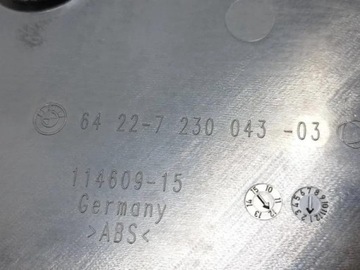 64 22-7 230 043 -03
114609-15
Germany
>ABS<